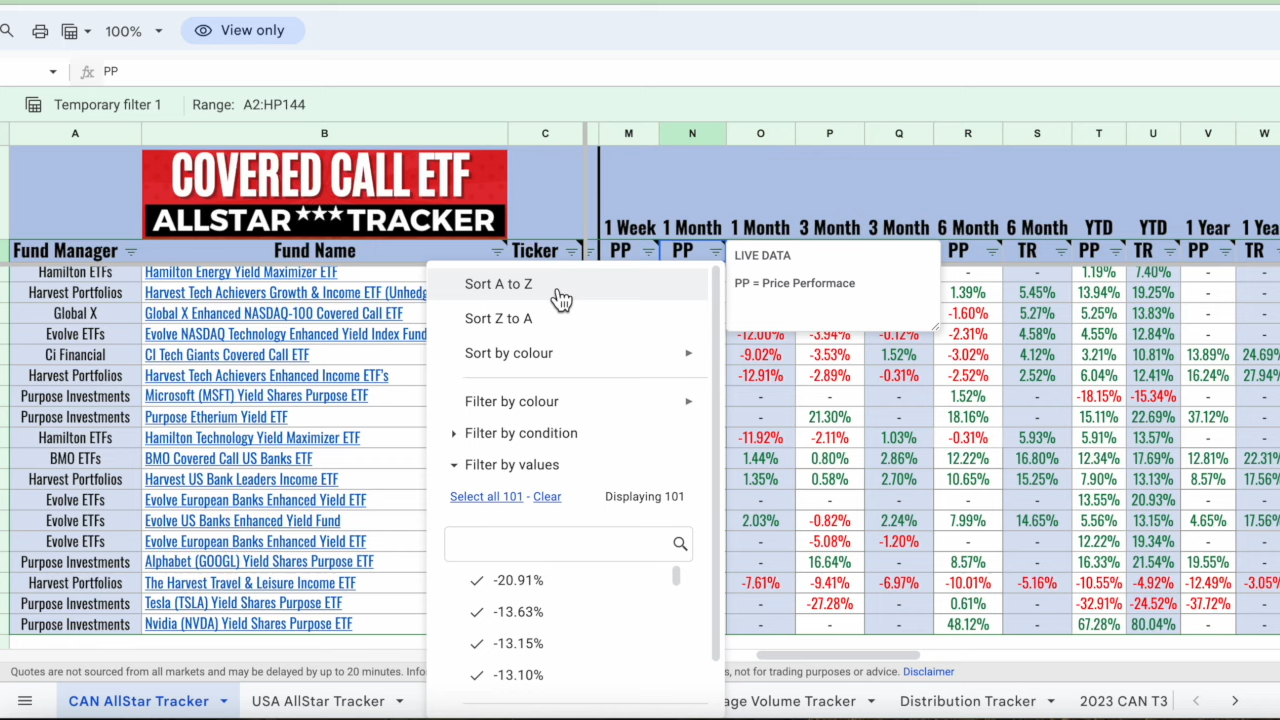 100% View only
fx PP
Temporary filter 1 Range: A2:HP144
A B C M N O P Q R S T U V W
COVERED CALL ETF
ALLSTAR ★★★ TRACKER
1 Week 1 Month 1 Month 3 Month 3 Month 6 Month 6 Month YTD YTD 1 Year 1 Yea
Fund Manager Fund Name Ticker PP PP PP TR PP TR PP TR
LIVE DATA
PP = Price Performace
Hamilton ETFs Hamilton Energy Yield Maximizer ETF - - 1.19% 7.40% - -
Harvest Portfolios Harvest Tech Achievers Growth & Income ETF (Unhedg 1.39% 5.45% 13.94% 19.25% - -
Global X Global X Enhanced NASDAQ-100 Covered Call ETF -1.60% 5.27% 5.25% 13.83% - -
Evolve ETFs Evolve NASDAQ Technology Enhanced Yield Index Fund -12.00% -3.94% -0.12% -2.31% 4.58% 4.55% 12.84% - -
Ci Financial CI Tech Giants Covered Call ETF -9.02% -3.53% 1.52% -3.02% 4.12% 3.21% 10.81% 13.89% 24.69%
Harvest Portfolios Harvest Tech Achievers Enhanced Income ETF's -12.91% -2.89% -0.31% -2.52% 2.52% 6.04% 12.41% 16.24% 27.94%
Purpose Investments Microsoft (MSFT) Yield Shares Purpose ETF - - - 1.52% - -18.15% -15.34% - -
Purpose Investments Purpose Etherium Yield ETF - 21.30% - 18.16% - 15.11% 22.69% 37.12% -
Hamilton ETFs Hamilton Technology Yield Maximizer ETF -11.92% -2.11% 1.03% -0.31% 5.93% 5.91% 13.57% - -
BMO ETFs BMO Covered Call US Banks ETF 1.44% 0.80% 2.86% 12.22% 16.80% 12.34% 17.69% 12.81% 22.31%
Harvest Portfolios Harvest US Bank Leaders Income ETF 1.35% 0.58% 2.70% 10.65% 15.25% 7.90% 13.13% 8.57% 17.56%
Evolve ETFs Evolve European Banks Enhanced Yield ETF - - - - - 13.55% 20.93% - -
Evolve ETFs Evolve US Banks Enhanced Yield Fund 2.03% -0.82% 2.24% 7.99% 14.65% 5.56% 13.15% 4.65% 17.56%
Evolve ETFs Evolve European Banks Enhanced Yield ETF - -5.08% -1.20% - - 12.22% 19.34% - -
Purpose Investments Alphabet (GOOGL) Yield Shares Purpose ETF - 16.64% - 8.57% - 16.33% 21.54% 19.55% -
Harvest Portfolios The Harvest Travel & Leisure Income ETF -7.61% -9.41% -6.97% -10.01% -5.16% -10.55% -4.92% -12.49% -3.05%
Purpose Investments Tesla (TSLA) Yield Shares Purpose ETF - -27.28% - 0.61% - -32.91% -24.52% -37.72% -
Purpose Investments Nvidia (NVDA) Yield Shares Purpose ETF - - - 48.12% - 67.28% 80.04% - -
Sort A to Z
Sort Z to A
Sort by colour
Filter by colour
Filter by condition
Filter by values
Select all 101 - Clear Displaying 101
-20.91%
-13.63%
-13.15%
-13.10%
Quotes are not sourced from all markets and may be delayed by up to 20 minutes. Info s, not for trading purposes or advice. Disclaimer
CAN AllStar Tracker USA AllStar Tracker age Volume Tracker Distribution Tracker 2023 CAN T3